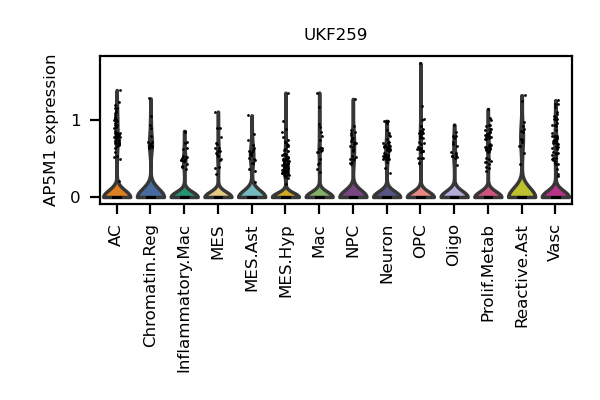 UKF259
AP5M1 expression
1
0
AC
Chromatin.Reg
Inflammatory.Mac
MES
MES.Ast
MES.Hyp
Mac
NPC
Neuron
OPC
Oligo
Prolif.Metab
Reactive.Ast
Vasc